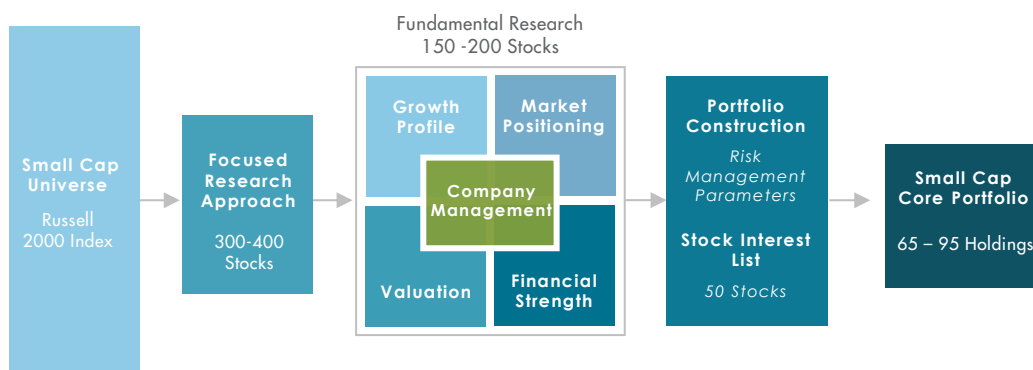 Fundamental Research
150 -200 Stocks
Small Cap
Universe
Russell
2000 Index
Focused
Research
Approach
300-400
Stocks
Growth
Profile
Market
Positioning
Company
Management
Valuation
Financial
Strength
Portfolio
Construction
Risk
Management
Parameters
Stock Interest
List
50 Stocks
Small Cap
Core Portfolio
65 – 95 Holdings